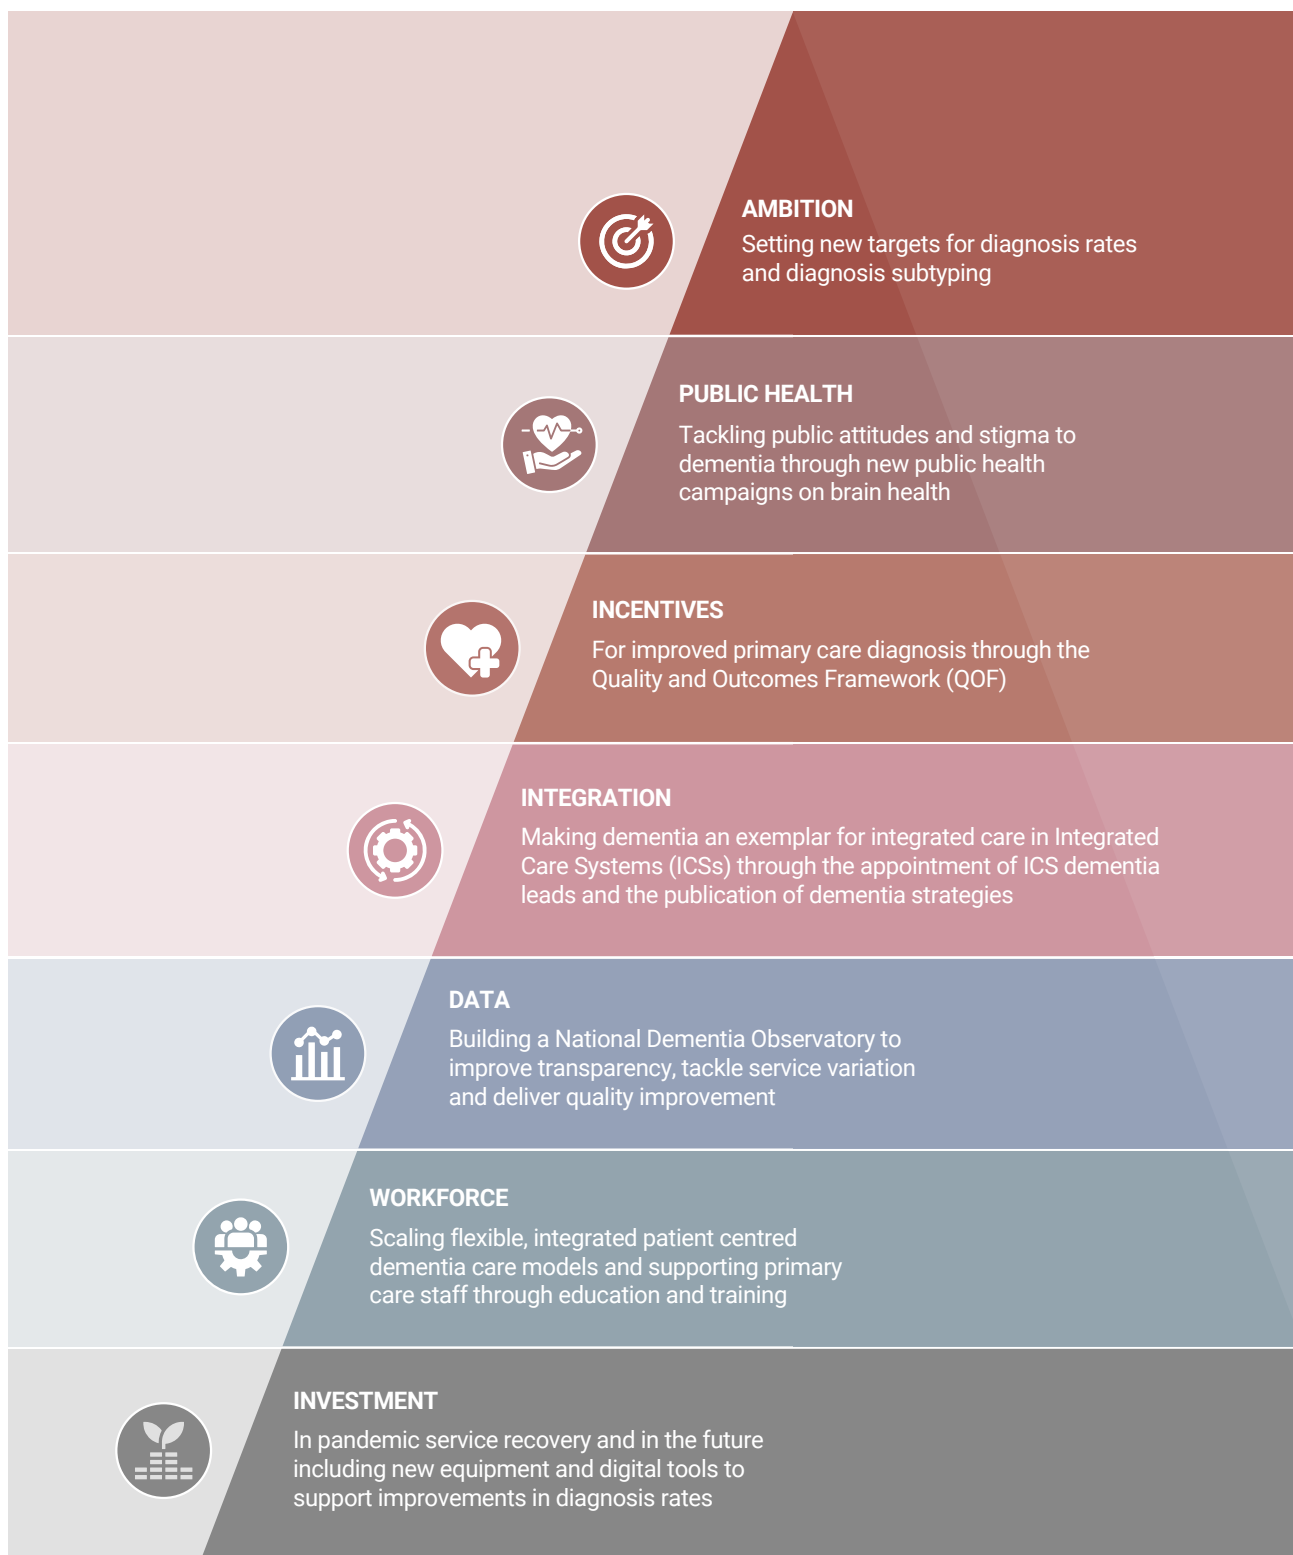 AMBITION
Setting new targets for diagnosis rates
and diagnosis subtyping
PUBLIC HEALTH
Tackling public attitudes and stigma to
dementia through new public health
campaigns on brain health
INCENTIVES
For improved primary care diagnosis through the
Quality and Outcomes Framework (QOF)
INTEGRATION
Making dementia an exemplar for integrated care in Integrated
Care Systems (ICSs) through the appointment of ICS dementia
leads and the publication of dementia strategies
DATA
Building a National Dementia Observatory to
improve transparency, tackle service variation
and deliver quality improvement
WORKFORCE
Scaling flexible, integrated patient centred
dementia care models and supporting primary
care staff through education and training
INVESTMENT
In pandemic service recovery and in the future
including new equipment and digital tools to
support improvements in diagnosis rates